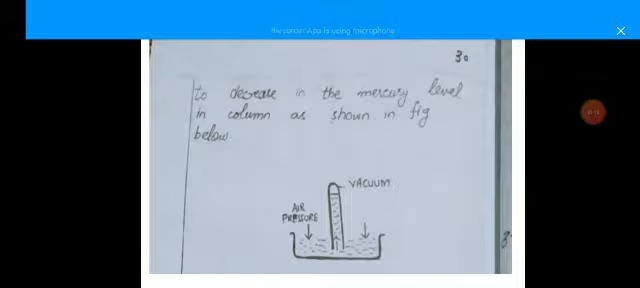 30
to decrease in the mercury level
in column as shown in fig
below.
VACUUM
AIR
PRESSURE